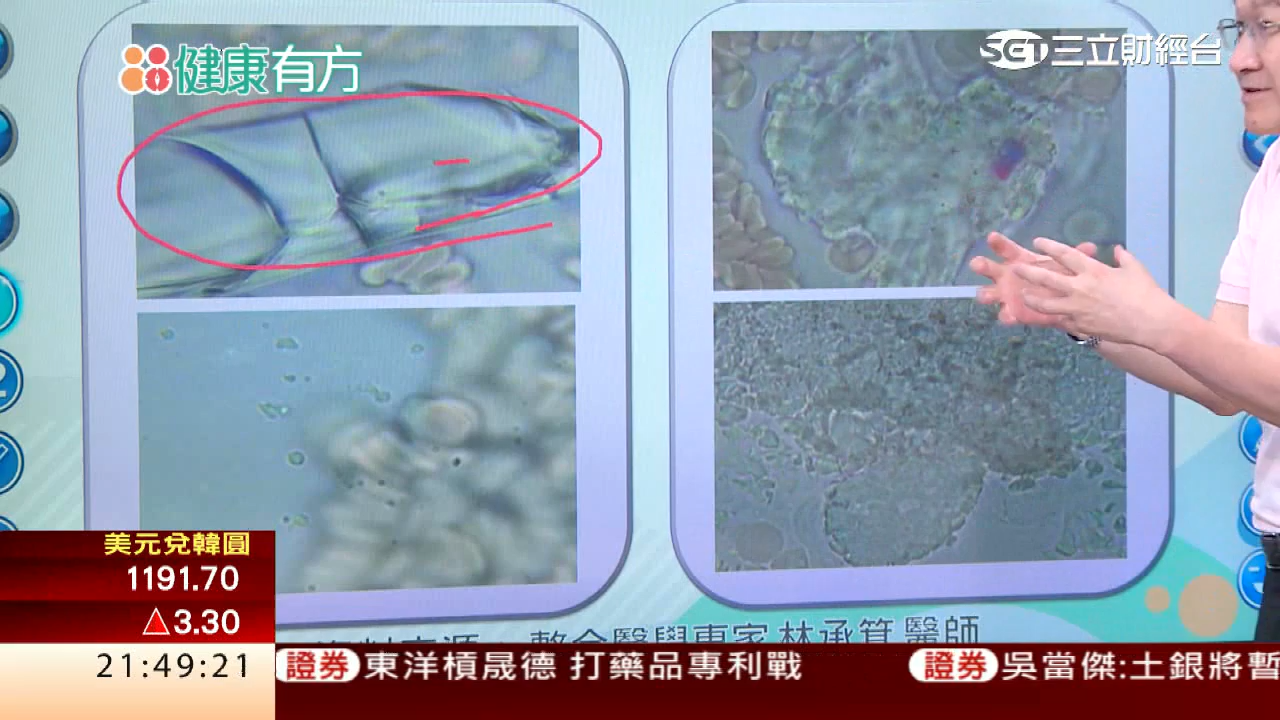 健康有方
SET三立財經台
整合醫學專家 林承箕 醫師
美元兌韓圓
1191.70
△3.30
21:49:21
證券 東洋槓晟德 打藥品專利戰
證券 吳當傑:土銀將暫